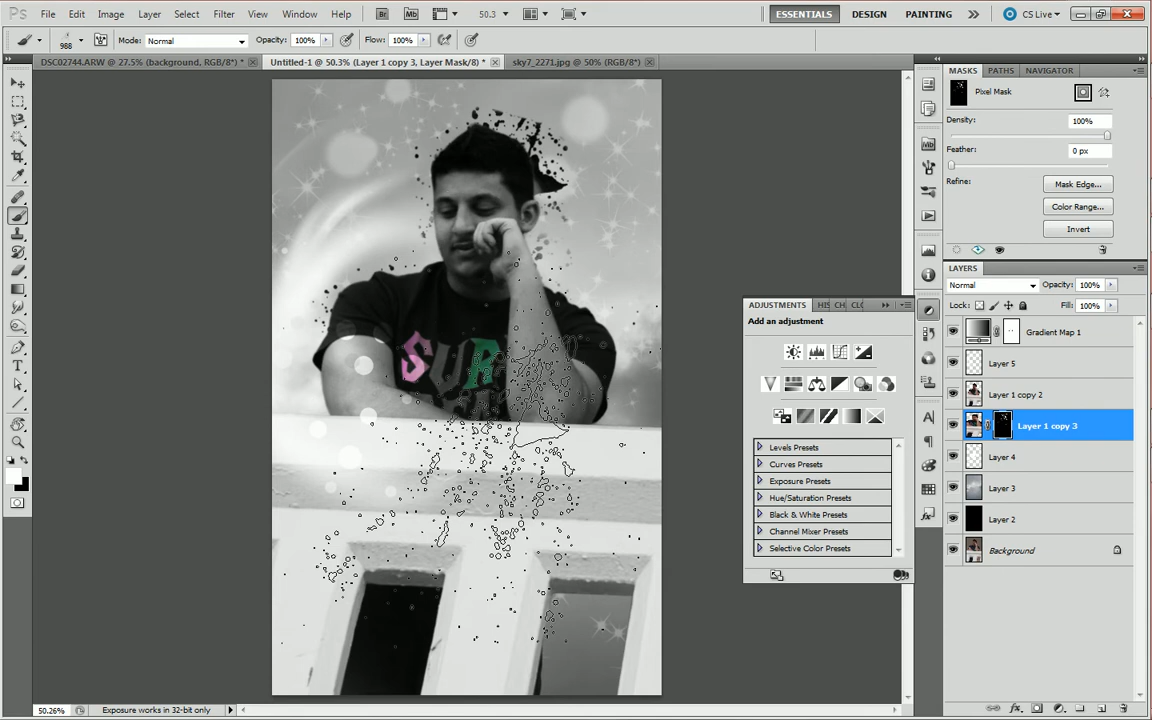 Ps File Edit Image Layer Select Filter View Window Help Br Mb 50.3 ESSENTIALS DESIGN PAINTING CS Live
988 Mode: Normal Opacity: 100% Flow: 100%
DSC02744.ARW @ 27.5% (background, RGB/8*) * Untitled-1 @ 50.3% (Layer 1 copy 3, Layer Mask/8) * sky7_2271.jpg @ 50% (RGB/8*)
MASKS PATHS NAVIGATOR
Pixel Mask
Density: 100%
Feather: 0 px
Refine: Mask Edge...
Color Range...
Invert
LAYERS
Normal Opacity: 100%
Lock: Fill: 100%
Gradient Map 1
Layer 5
Layer 1 copy 2
Layer 1 copy 3
Layer 4
Layer 3
Layer 2
Background
ADJUSTMENTS HIS CH CLO
Add an adjustment
Levels Presets
Curves Presets
Exposure Presets
Hue/Saturation Presets
Black & White Presets
Channel Mixer Presets
Selective Color Presets
SUR
50.26% Exposure works in 32-bit only